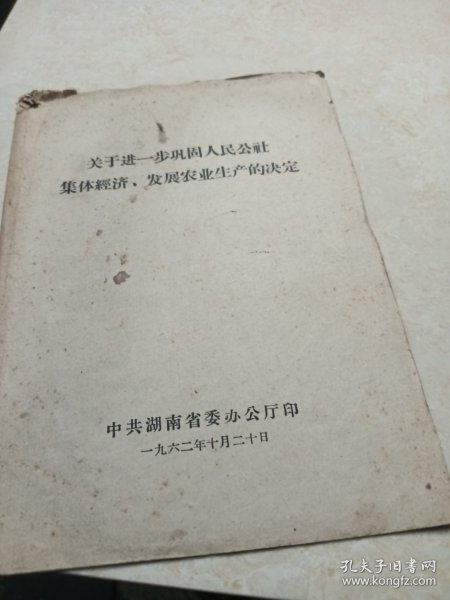 关于进一步巩固人民公社
集体經济、发展农业生产的决定
中共湖南省委办公厅印
一九六二年十月二十日
孔夫子旧书网
www.kongfz.com